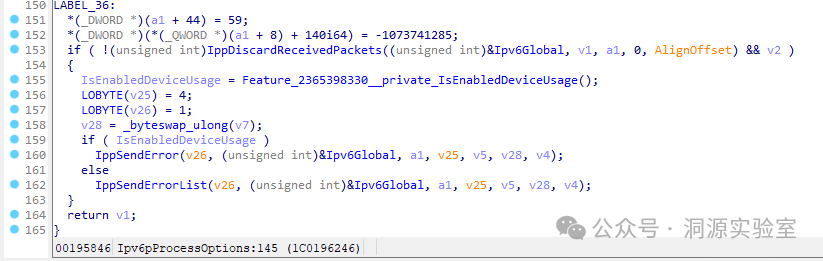 150 LABEL_36:
151 *(_DWORD *)(a1 + 44) = 59;
152 *(_DWORD *)(*(_QWORD *)(a1 + 8) + 140i64) = -1073741285;
153 if ( !(unsigned int)IppDiscardReceivedPackets((unsigned int)&Ipv6Global, v1, a1, 0, AlignOffset) && v2 )
154 {
155 IsEnabledDeviceUsage = Feature_2365398330__private_IsEnabledDeviceUsage();
156 LOBYTE(v25) = 4;
157 LOBYTE(v26) = 1;
158 v28 = _byteswap_ulong(v7);
159 if ( IsEnabledDeviceUsage )
160 IppSendError(v26, (unsigned int)&Ipv6Global, a1, v25, v5, v28, v4);
161 else
162 IppSendErrorList(v26, (unsigned int)&Ipv6Global, a1, v25, v5, v28, v4);
163 }
164 return v1;
165 }
00195846 Ipv6pProcessOptions:145 (1C0196246)
公众号 · 洞源实验室